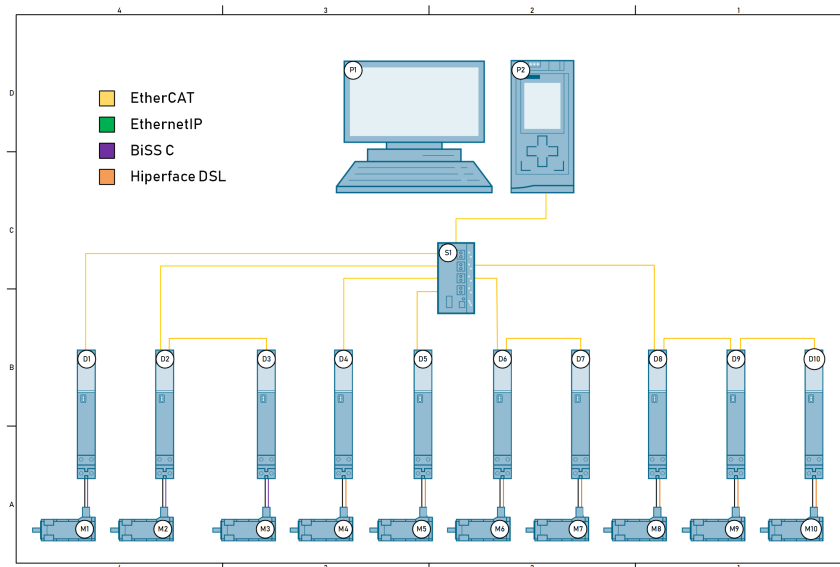 4 3 2 1
P1 P2
D
EtherCAT
EthernetIP
BiSS C
Hiperface DSL
C
S1
D1 D2 D3 D4 D5 D6 D7 D8 D9 D10
B
A
M1 M2 M3 M4 M5 M6 M7 M8 M9 M10